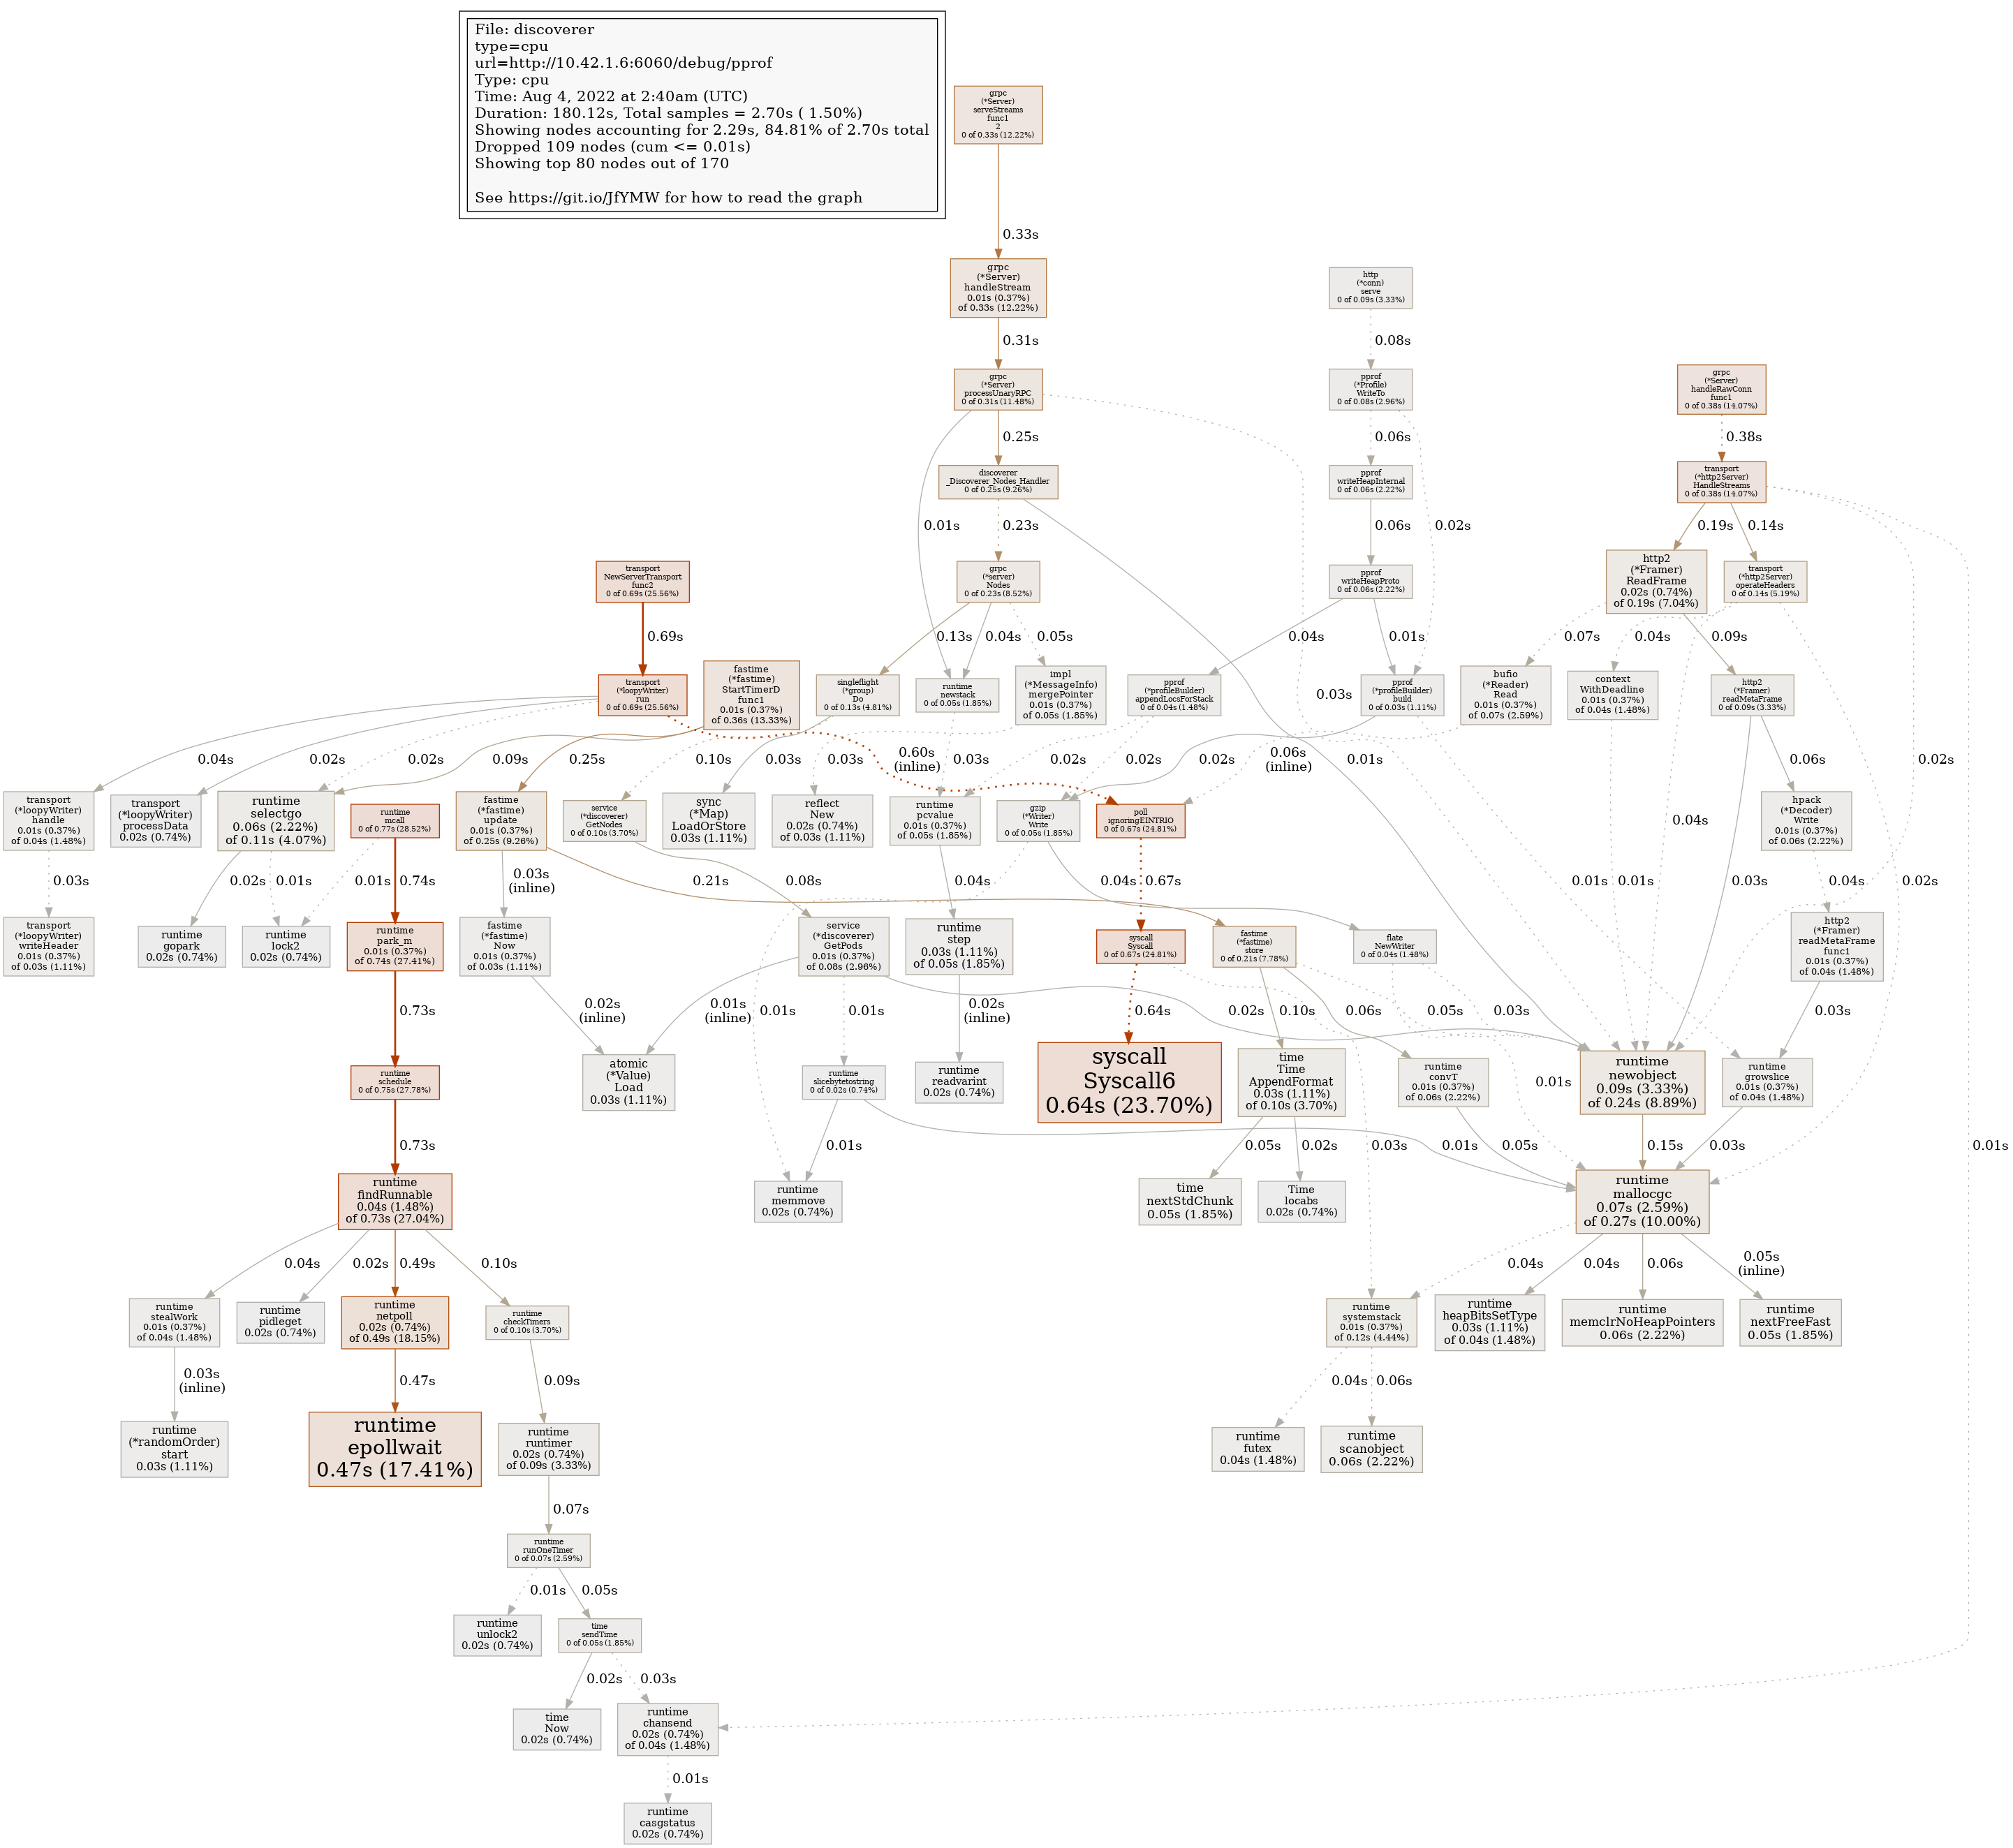 File: discoverer
type=cpu
url=http://10.42.1.6:6060/debug/pprof
Type: cpu
Time: Aug 4, 2022 at 2:40am (UTC)
Duration: 180.12s, Total samples = 2.70s ( 1.50%)
Showing nodes accounting for 2.29s, 84.81% of 2.70s total
Dropped 109 nodes (cum <= 0.01s)
Showing top 80 nodes out of 170
See https://git.io/JfYMW for how to read the graph
grpc
(*Server)
serveStreams
func1
2
0 of 0.33s (12.22%)
0.33s
grpc
(*Server)
handleStream
0.01s (0.37%)
of 0.33s (12.22%)
http
(*conn)
serve
0 of 0.09s (3.33%)
0.31s
0.08s
grpc
(*Server)
processUnaryRPC
0 of 0.31s (11.48%)
pprof
(*Profile)
WriteTo
0 of 0.08s (2.96%)
grpc
(*Server)
handleRawConn
func1
0 of 0.38s (14.07%)
0.25s
0.06s
0.38s
discoverer
_Discoverer_Nodes_Handler
0 of 0.25s (9.26%)
pprof
writeHeapInternal
0 of 0.06s (2.22%)
transport
(*http2Server)
HandleStreams
0 of 0.38s (14.07%)
0.01s
0.23s
0.06s
0.02s
0.19s
0.14s
transport
NewServerTransport
func2
0 of 0.69s (25.56%)
grpc
(*server)
Nodes
0 of 0.23s (8.52%)
pprof
writeHeapProto
0 of 0.06s (2.22%)
http2
(*Framer)
ReadFrame
0.02s (0.74%)
of 0.19s (7.04%)
transport
(*http2Server)
operateHeaders
0 of 0.14s (5.19%)
0.69s
0.13s
0.04s
0.05s
0.04s
0.01s
0.07s
0.04s
0.09s
transport
(*loopyWriter)
run
0 of 0.69s (25.56%)
fastime
(*fastime)
StartTimerD
func1
0.01s (0.37%)
of 0.36s (13.33%)
singleflight
(*group)
Do
0 of 0.13s (4.81%)
runtime
newstack
0 of 0.05s (1.85%)
impl
(*MessageInfo)
mergePointer
0.01s (0.37%)
of 0.05s (1.85%)
pprof
(*profileBuilder)
appendLocsForStack
0 of 0.04s (1.48%)
0.03s
pprof
(*profileBuilder)
build
0 of 0.03s (1.11%)
bufio
(*Reader)
Read
0.01s (0.37%)
of 0.07s (2.59%)
context
WithDeadline
0.01s (0.37%)
of 0.04s (1.48%)
http2
(*Framer)
readMetaFrame
0 of 0.09s (3.33%)
0.04s
0.02s
0.02s
0.09s
0.25s
0.10s
0.03s
0.03s
0.60s
(inline)
0.03s
0.02s
0.02s
0.02s
0.06s
(inline)
0.01s
0.06s
0.02s
transport
(*loopyWriter)
handle
0.01s (0.37%)
of 0.04s (1.48%)
transport
(*loopyWriter)
processData
0.02s (0.74%)
runtime
selectgo
0.06s (2.22%)
of 0.11s (4.07%)
runtime
mcall
0 of 0.77s (28.52%)
fastime
(*fastime)
update
0.01s (0.37%)
of 0.25s (9.26%)
service
(*discoverer)
GetNodes
0 of 0.10s (3.70%)
sync
(*Map)
LoadOrStore
0.03s (1.11%)
reflect
New
0.02s (0.74%)
of 0.03s (1.11%)
runtime
pcvalue
0.01s (0.37%)
of 0.05s (1.85%)
gzip
(*Writer)
Write
0 of 0.05s (1.85%)
poll
ignoringEINTRIO
0 of 0.67s (24.81%)
0.04s
hpack
(*Decoder)
Write
0.01s (0.37%)
of 0.06s (2.22%)
0.03s
0.02s
0.01s
0.01s
0.74s
0.03s
(inline)
0.21s
0.08s
0.04s
0.04s
0.67s
0.01s
0.01s
0.03s
0.04s
0.02s
transport
(*loopyWriter)
writeHeader
0.01s (0.37%)
of 0.03s (1.11%)
runtime
gopark
0.02s (0.74%)
runtime
lock2
0.02s (0.74%)
runtime
park_m
0.01s (0.37%)
of 0.74s (27.41%)
fastime
(*fastime)
Now
0.01s (0.37%)
of 0.03s (1.11%)
service
(*discoverer)
GetPods
0.01s (0.37%)
of 0.08s (2.96%)
runtime
step
0.03s (1.11%)
of 0.05s (1.85%)
syscall
Syscall
0 of 0.67s (24.81%)
fastime
(*fastime)
store
0 of 0.21s (7.78%)
flate
NewWriter
0 of 0.04s (1.48%)
http2
(*Framer)
readMetaFrame
func1
0.01s (0.37%)
of 0.04s (1.48%)
0.73s
0.02s
(inline)
0.01s
(inline)
0.01s
0.01s
0.02s
(inline)
0.64s
0.02s
0.10s
0.06s
0.05s
0.03s
0.03s
atomic
(*Value)
Load
0.03s (1.11%)
runtime
schedule
0 of 0.75s (27.78%)
runtime
slicebytetostring
0 of 0.02s (0.74%)
runtime
readvarint
0.02s (0.74%)
syscall
Syscall6
0.64s (23.70%)
time
Time
AppendFormat
0.03s (1.11%)
of 0.10s (3.70%)
runtime
convT
0.01s (0.37%)
of 0.06s (2.22%)
0.01s
runtime
newobject
0.09s (3.33%)
of 0.24s (8.89%)
runtime
growslice
0.01s (0.37%)
of 0.04s (1.48%)
0.73s
0.01s
0.03s
0.05s
0.02s
0.01s
0.05s
0.15s
0.03s
0.01s
runtime
findRunnable
0.04s (1.48%)
of 0.73s (27.04%)
runtime
memmove
0.02s (0.74%)
time
nextStdChunk
0.05s (1.85%)
Time
locabs
0.02s (0.74%)
runtime
mallocgc
0.07s (2.59%)
of 0.27s (10.00%)
0.04s
0.02s
0.49s
0.10s
0.04s
0.04s
0.06s
0.05s
(inline)
runtime
stealWork
0.01s (0.37%)
of 0.04s (1.48%)
runtime
pidleget
0.02s (0.74%)
runtime
netpoll
0.02s (0.74%)
of 0.49s (18.15%)
runtime
checkTimers
0 of 0.10s (3.70%)
runtime
systemstack
0.01s (0.37%)
of 0.12s (4.44%)
runtime
heapBitsSetType
0.03s (1.11%)
of 0.04s (1.48%)
runtime
memclrNoHeapPointers
0.06s (2.22%)
runtime
nextFreeFast
0.05s (1.85%)
0.03s
(inline)
0.47s
0.09s
0.04s
0.06s
runtime
(*randomOrder)
start
0.03s (1.11%)
runtime
epollwait
0.47s (17.41%)
runtime
runtimer
0.02s (0.74%)
of 0.09s (3.33%)
runtime
futex
0.04s (1.48%)
runtime
scanobject
0.06s (2.22%)
0.07s
runtime
runOneTimer
0 of 0.07s (2.59%)
0.01s
0.05s
runtime
unlock2
0.02s (0.74%)
time
sendTime
0 of 0.05s (1.85%)
0.02s
0.03s
time
Now
0.02s (0.74%)
runtime
chansend
0.02s (0.74%)
of 0.04s (1.48%)
0.01s
runtime
casgstatus
0.02s (0.74%)